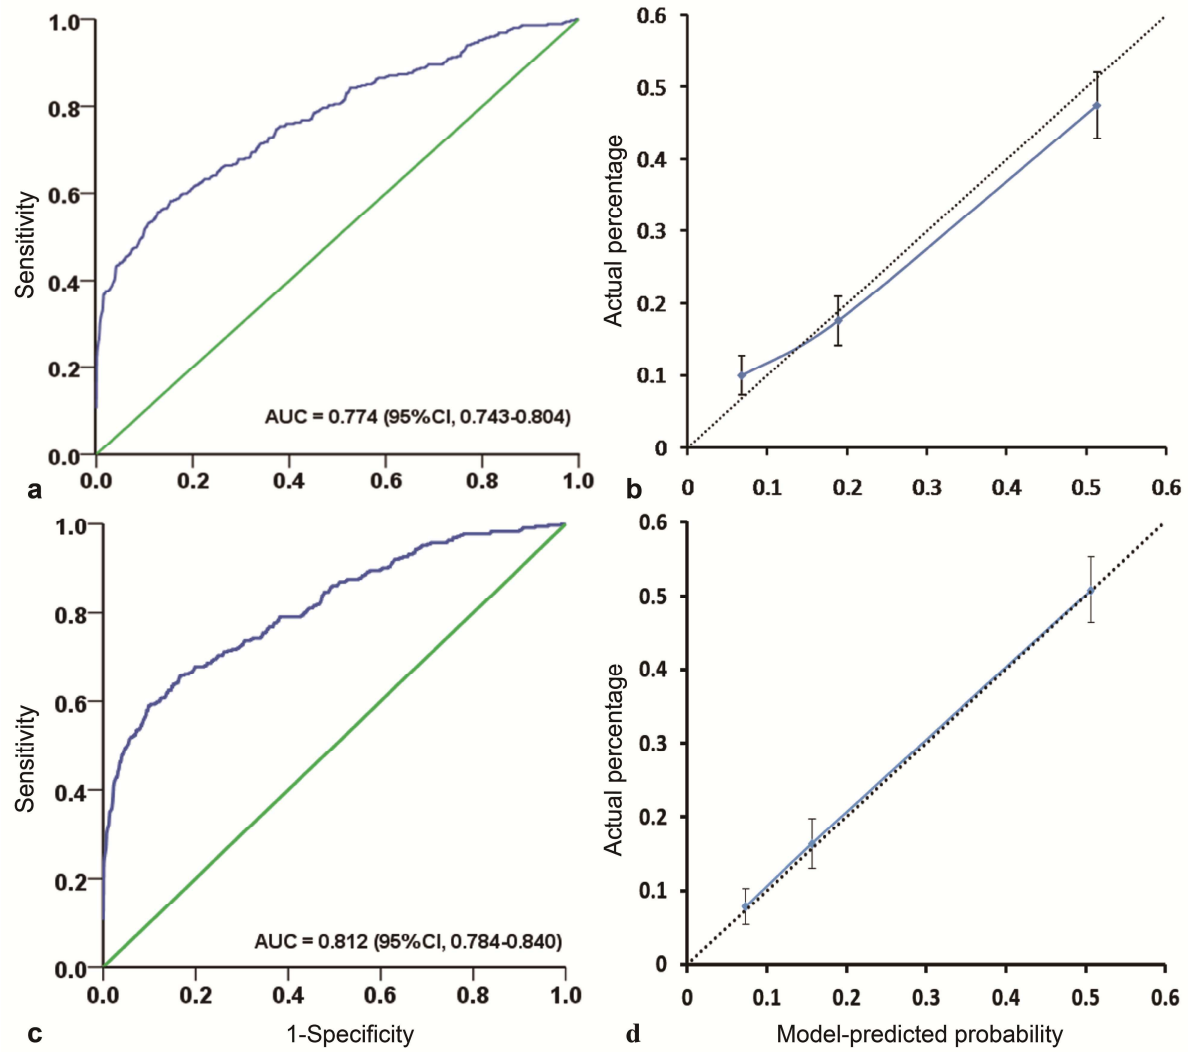 1.0
0.8
0.6
0.4
0.2
0.0
Sensitivity
AUC = 0.774 (95%CI, 0.743-0.804)
0.0 0.2 0.4 0.6 0.8 1.0
a
0.6
0.5
0.4
0.3
0.2
0.1
0
Actual percentage
0 0.1 0.2 0.3 0.4 0.5 0.6
b
1.0
0.8
0.6
0.4
0.2
0.0
Sensitivity
AUC = 0.812 (95%CI, 0.784-0.840)
0.0 0.2 0.4 0.6 0.8 1.0
c
1-Specificity
0.6
0.5
0.4
0.3
0.2
0.1
0
Actual percentage
0 0.1 0.2 0.3 0.4 0.5 0.6
d
Model-predicted probability